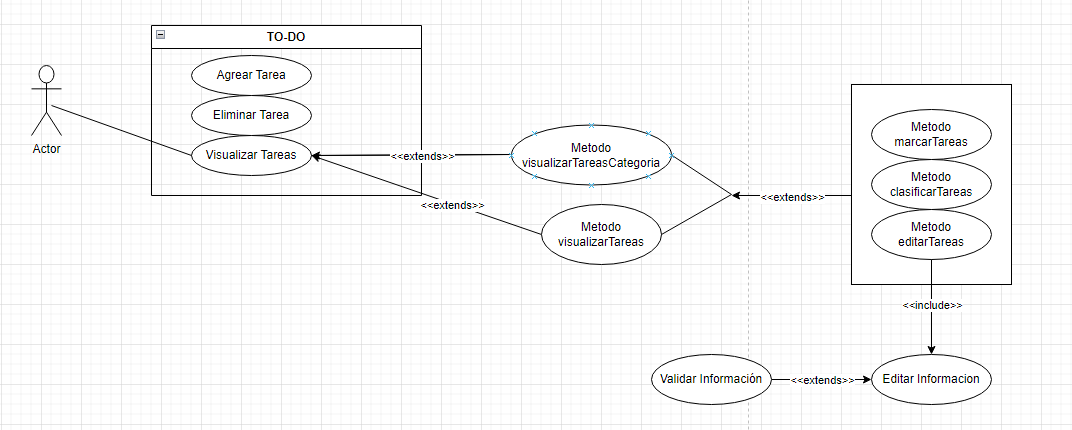 TO-DO
Agrear Tarea
Eliminar Tarea
Visualizar Tareas
Actor
<<extends>>
Metodo
visualizarTareasCategoria
<<extends>>
Metodo
visualizarTareas
<<extends>>
Metodo
marcarTareas
Metodo
clasificarTareas
Metodo
editarTareas
<<include>>
Validar Información
<<extends>>
Editar Informacion